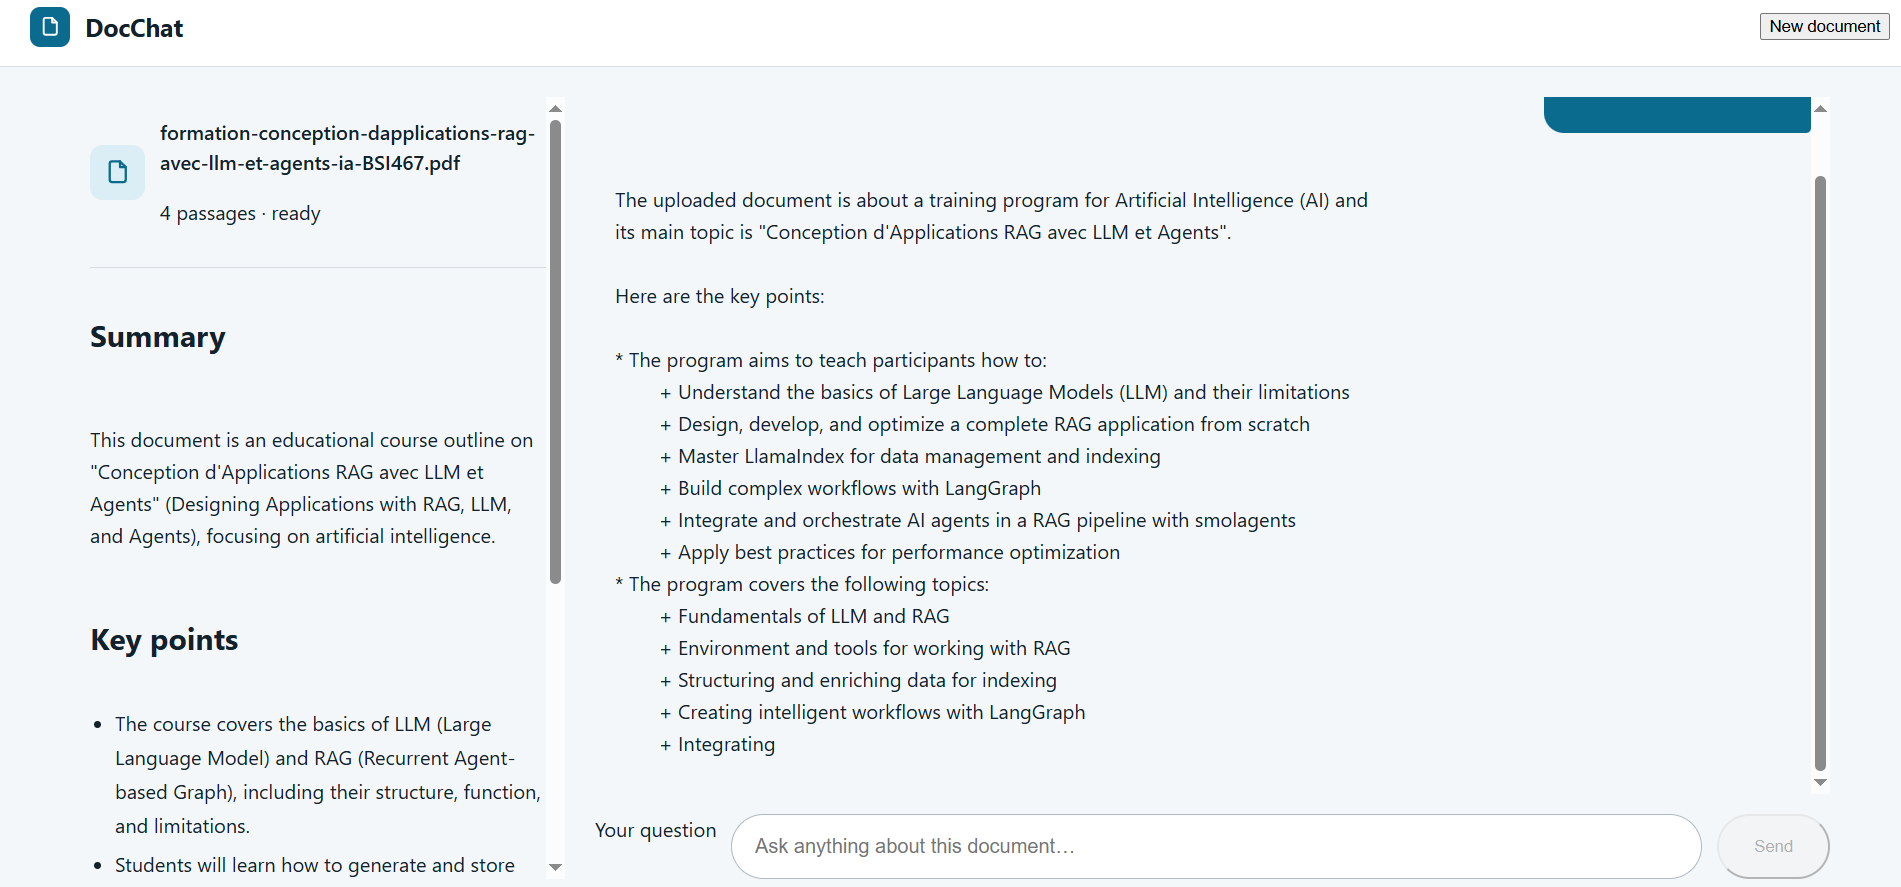 DocChat
New document
formation-conception-dapplications-rag-
avec-llm-et-agents-ia-BSI467.pdf
4 passages · ready
Summary
This document is an educational course outline on
"Conception d'Applications RAG avec LLM et
Agents" (Designing Applications with RAG, LLM,
and Agents), focusing on artificial intelligence.
Key points
• The course covers the basics of LLM (Large
Language Model) and RAG (Recurrent Agent-
based Graph), including their structure, function,
and limitations.
• Students will learn how to generate and store
The uploaded document is about a training program for Artificial Intelligence (AI) and
its main topic is "Conception d'Applications RAG avec LLM et Agents".
Here are the key points:
* The program aims to teach participants how to:
+ Understand the basics of Large Language Models (LLM) and their limitations
+ Design, develop, and optimize a complete RAG application from scratch
+ Master LlamaIndex for data management and indexing
+ Build complex workflows with LangGraph
+ Integrate and orchestrate AI agents in a RAG pipeline with smolagents
+ Apply best practices for performance optimization
* The program covers the following topics:
+ Fundamentals of LLM and RAG
+ Environment and tools for working with RAG
+ Structuring and enriching data for indexing
+ Creating intelligent workflows with LangGraph
+ Integrating
Your question
Ask anything about this document…
Send